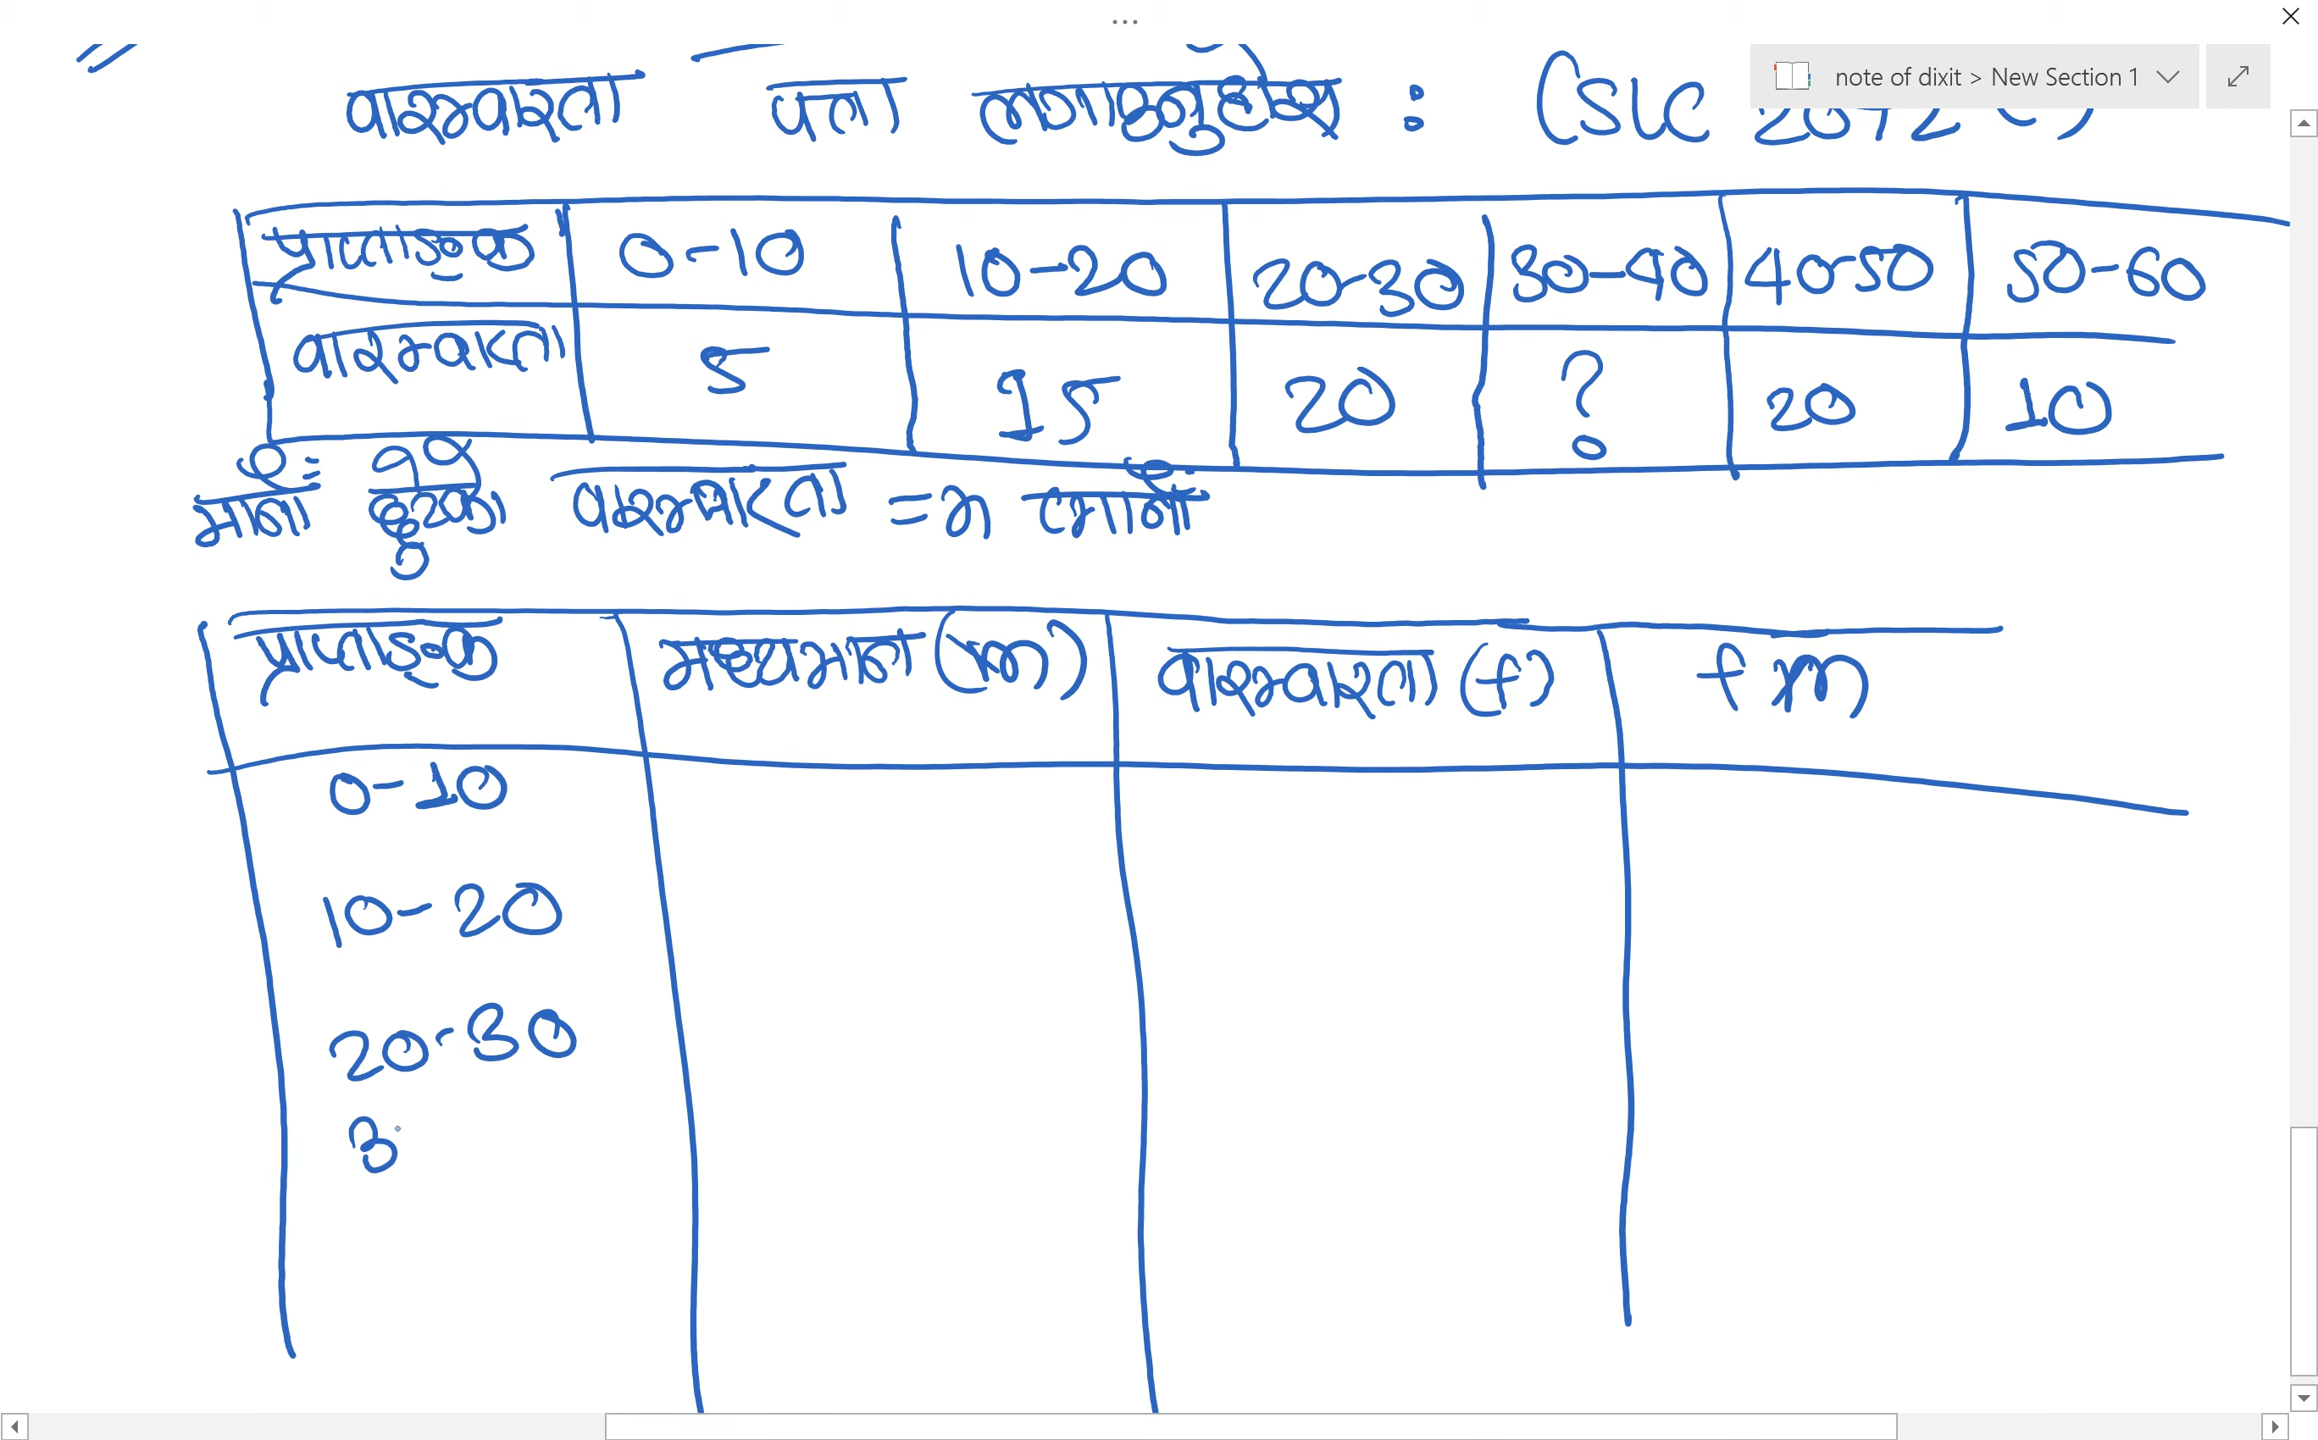 note of dixit > New Section 1
बारम्बारता पत्ता लगाउनुहोस् : (SLC 2072
प्राप्ताङ्क 0-10 10-20 20-30 30-40 40-50 50-60
बारम्बारता 5 15 20 ? 20 10
मानौं बारम्बारता = x
प्राप्ताङ्क मध्यमान (m) बारम्बारता (f) fm
0-10
10-20
20-30
3